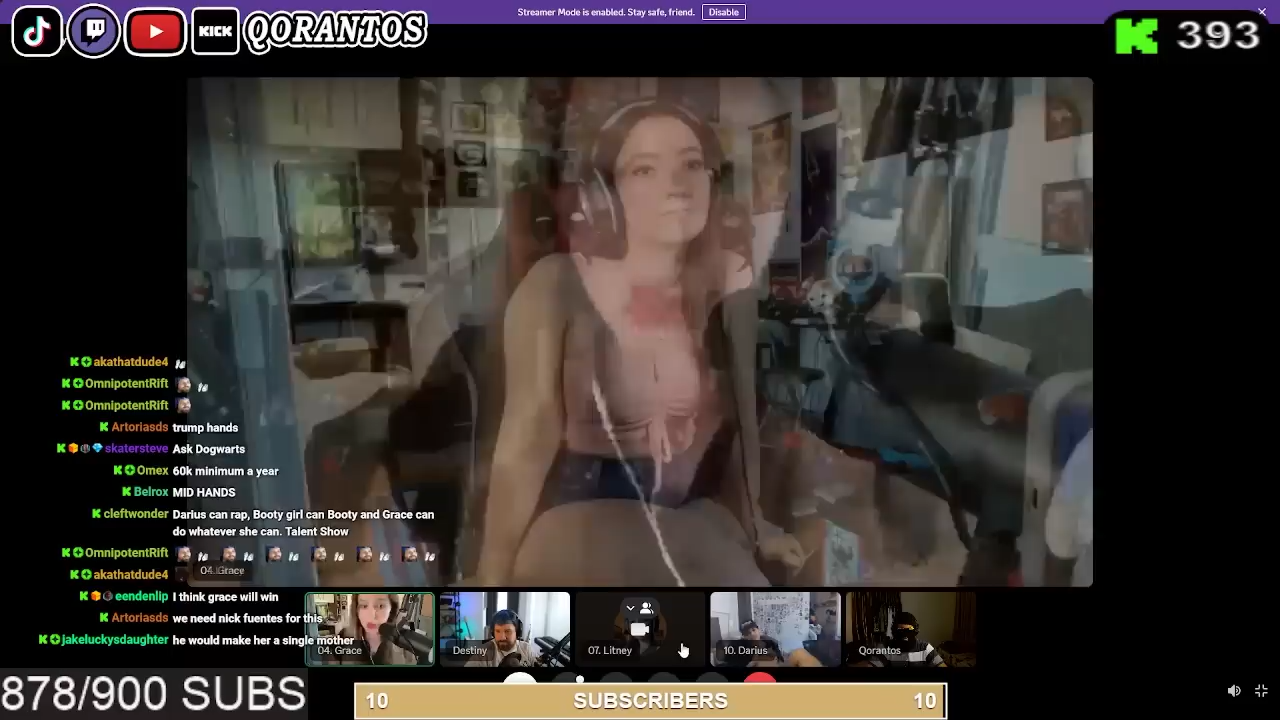 Streamer Mode is enabled. Stay safe, friend. Disable
KICK QORANTOS
K 393
akathatdude4
OmnipotentRift
OmnipotentRift
Artoriasds trump hands
skatersteve Ask Dogwarts
Omex 60k minimum a year
Belrox MID HANDS
cleftwonder Darius can rap, Booty girl can Booty and Grace can
do whatever she can. Talent Show
OmnipotentRift
04. Grace
akathatdude4
eendenlip I think grace will win
Artoriasds we need nick fuentes for this
jakeluckysdaughter he would make her a single mother
04. Grace
Destiny
07. Litney
10. Darius
Qorantos
878/900 SUBS
10 SUBSCRIBERS 10